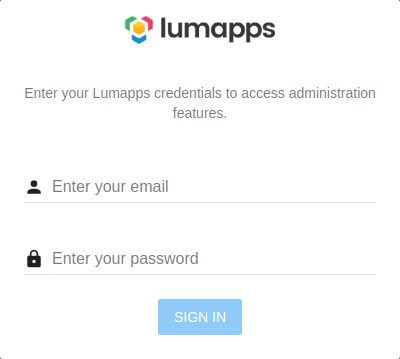 lumapps
Enter your Lumapps credentials to access administration
features.
Enter your email
Enter your password
SIGN IN